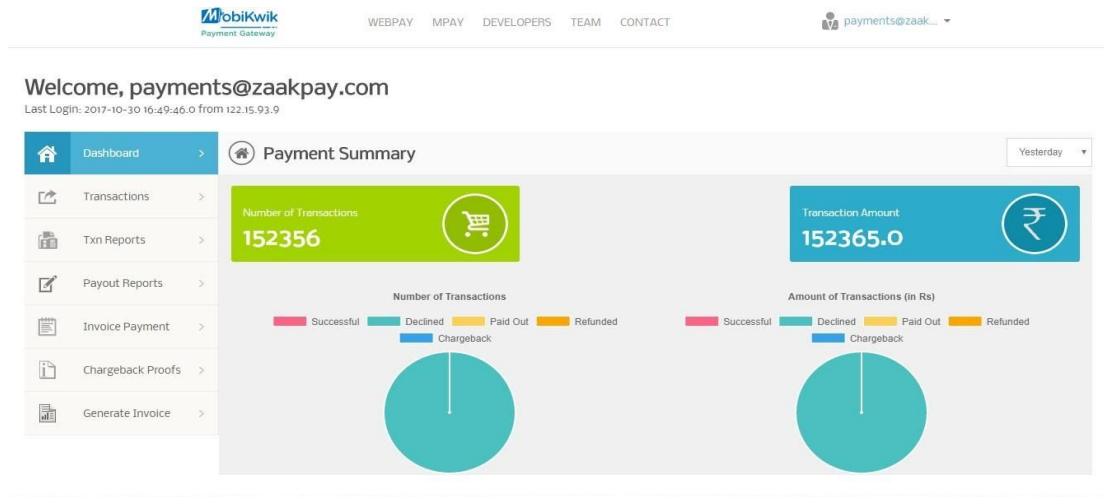 MobiKwik
Payment Gateway
WEBPAY MPAY DEVELOPERS TEAM CONTACT
payments@zaak...
Welcome, payments@zaakpay.com
Last Login: 2017-10-30 16:49:46.0 from 122.15.93.9
Dashboard
Transactions
Txn Reports
Payout Reports
Invoice Payment
Chargeback Proofs
Generate Invoice
Payment Summary
Yesterday
Number of Transactions
152356
Transaction Amount
152365.0
₹
Number of Transactions
Successful Declined Paid Out Refunded
Chargeback
Amount of Transactions (in Rs)
Successful Declined Paid Out Refunded
Chargeback